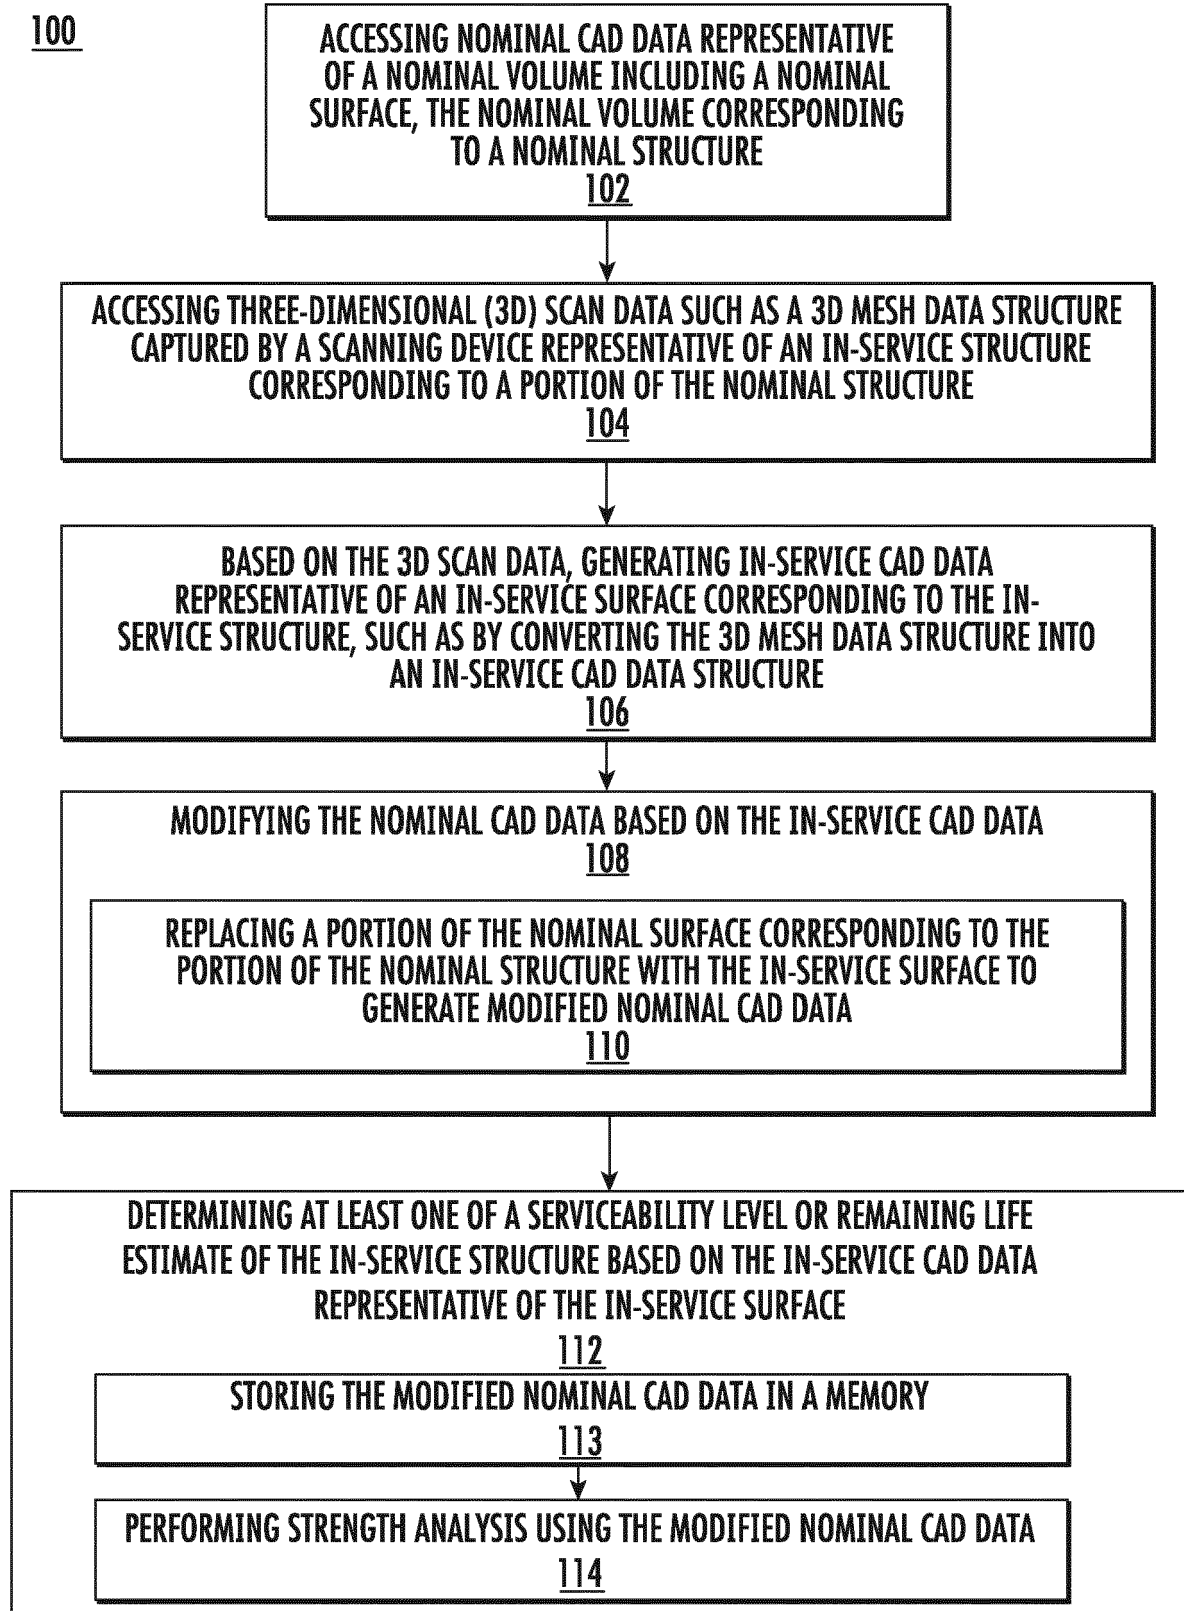 100
ACCESSING NOMINAL CAD DATA REPRESENTATIVE
OF A NOMINAL VOLUME INCLUDING A NOMINAL
SURFACE, THE NOMINAL VOLUME CORRESPONDING
TO A NOMINAL STRUCTURE
102
ACCESSING THREE-DIMENSIONAL (3D) SCAN DATA SUCH AS A 3D MESH DATA STRUCTURE
CAPTURED BY A SCANNING DEVICE REPRESENTATIVE OF AN IN-SERVICE STRUCTURE
CORRESPONDING TO A PORTION OF THE NOMINAL STRUCTURE
104
BASED ON THE 3D SCAN DATA, GENERATING IN-SERVICE CAD DATA
REPRESENTATIVE OF AN IN-SERVICE SURFACE CORRESPONDING TO THE IN-
SERVICE STRUCTURE, SUCH AS BY CONVERTING THE 3D MESH DATA STRUCTURE INTO
AN IN-SERVICE CAD DATA STRUCTURE
106
MODIFYING THE NOMINAL CAD DATA BASED ON THE IN-SERVICE CAD DATA
108
REPLACING A PORTION OF THE NOMINAL SURFACE CORRESPONDING TO THE
PORTION OF THE NOMINAL STRUCTURE WITH THE IN-SERVICE SURFACE TO
GENERATE MODIFIED NOMINAL CAD DATA
110
DETERMINING AT LEAST ONE OF A SERVICEABILITY LEVEL OR REMAINING LIFE
ESTIMATE OF THE IN-SERVICE STRUCTURE BASED ON THE IN-SERVICE CAD DATA
REPRESENTATIVE OF THE IN-SERVICE SURFACE
112
STORING THE MODIFIED NOMINAL CAD DATA IN A MEMORY
113
PERFORMING STRENGTH ANALYSIS USING THE MODIFIED NOMINAL CAD DATA
114